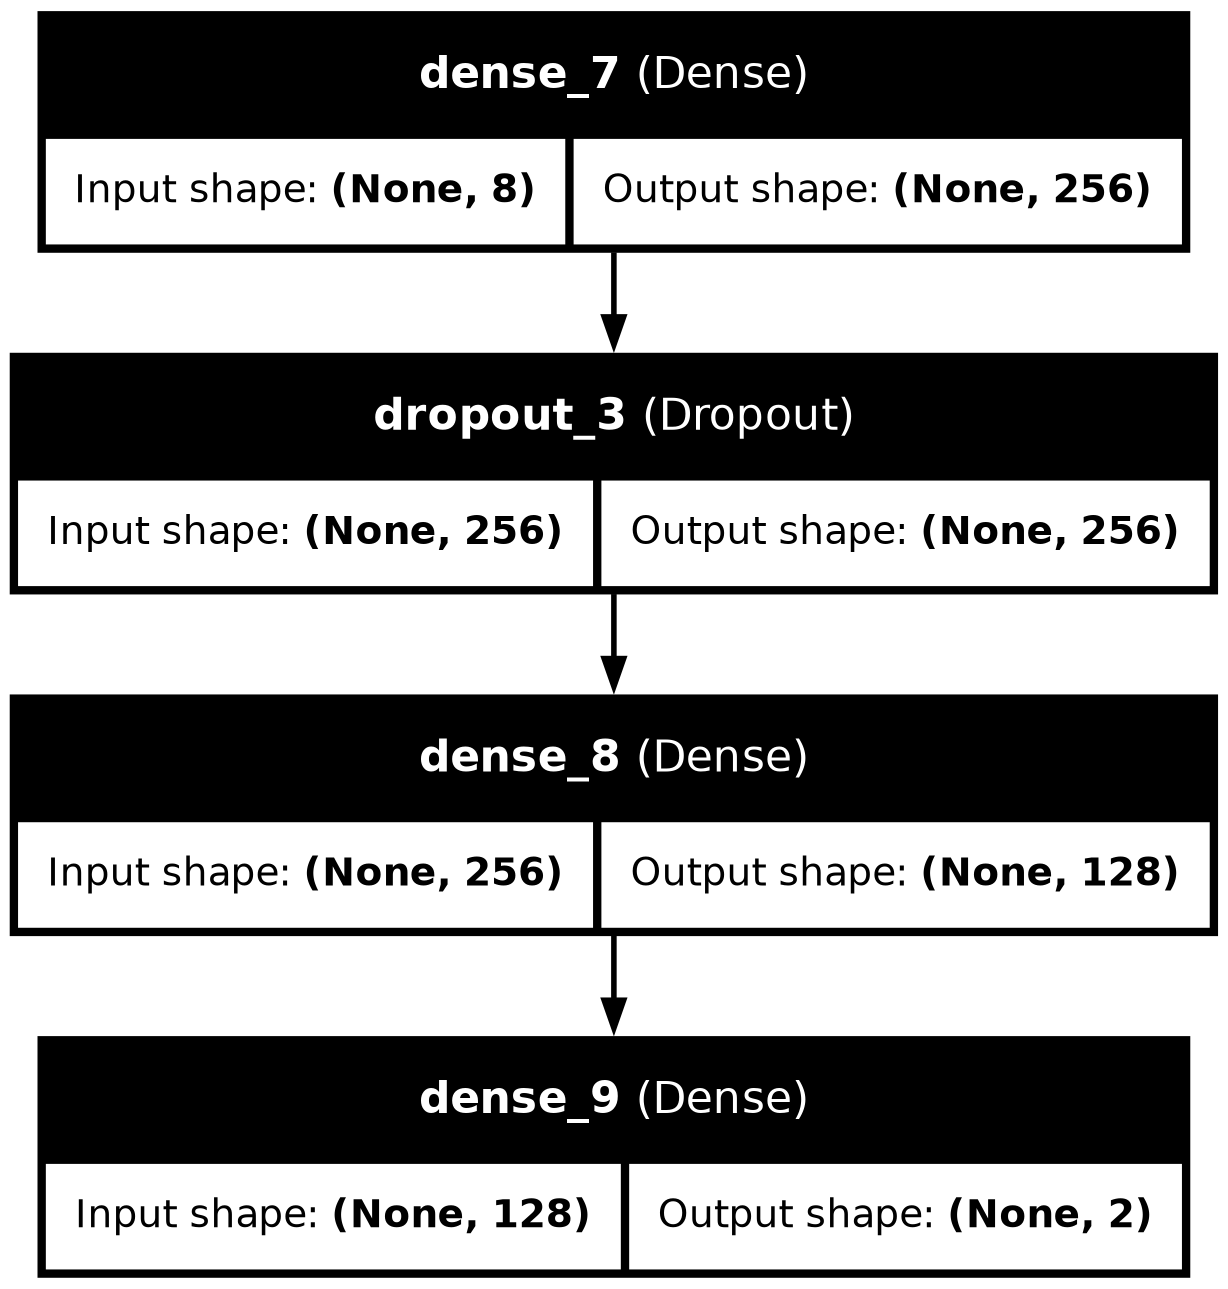 dense_7 (Dense)
Input shape: (None, 8) Output shape: (None, 256)
dropout_3 (Dropout)
Input shape: (None, 256) Output shape: (None, 256)
dense_8 (Dense)
Input shape: (None, 256) Output shape: (None, 128)
dense_9 (Dense)
Input shape: (None, 128) Output shape: (None, 2)